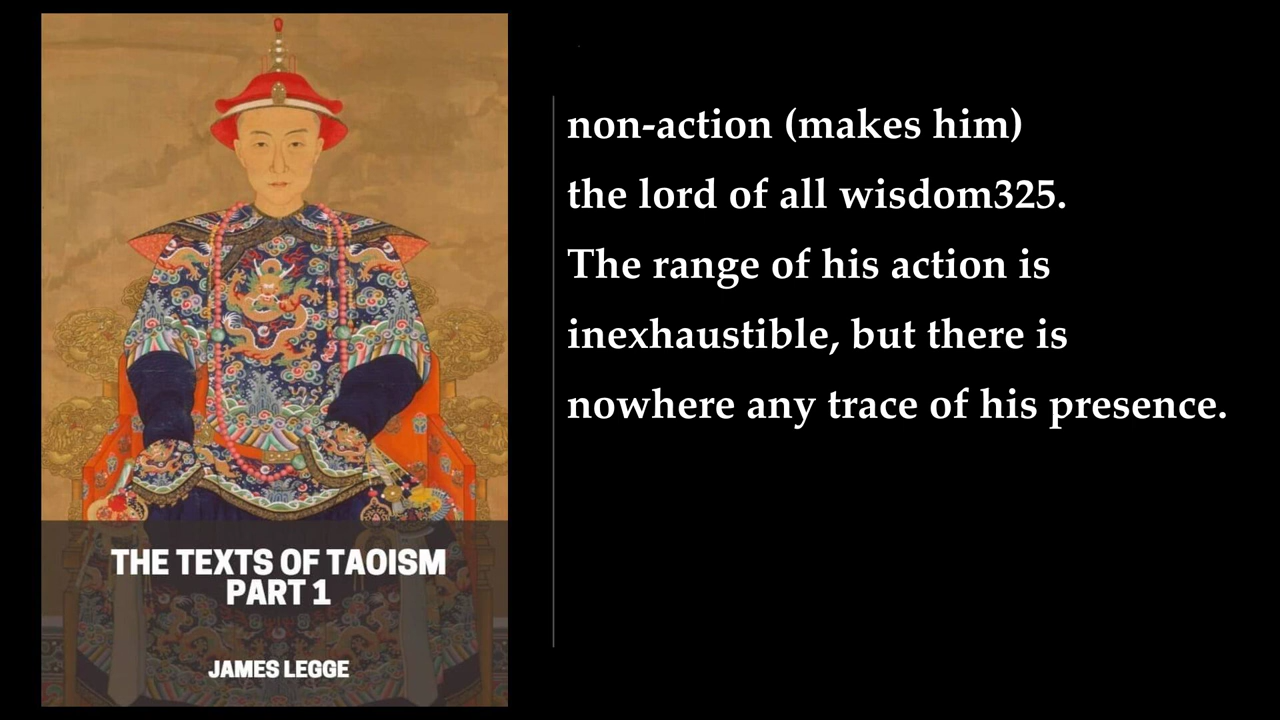 THE TEXTS OF TAOISM
PART 1
JAMES LEGGE
non-action (makes him)
the lord of all wisdom325.
The range of his action is
inexhaustible, but there is
nowhere any trace of his presence.